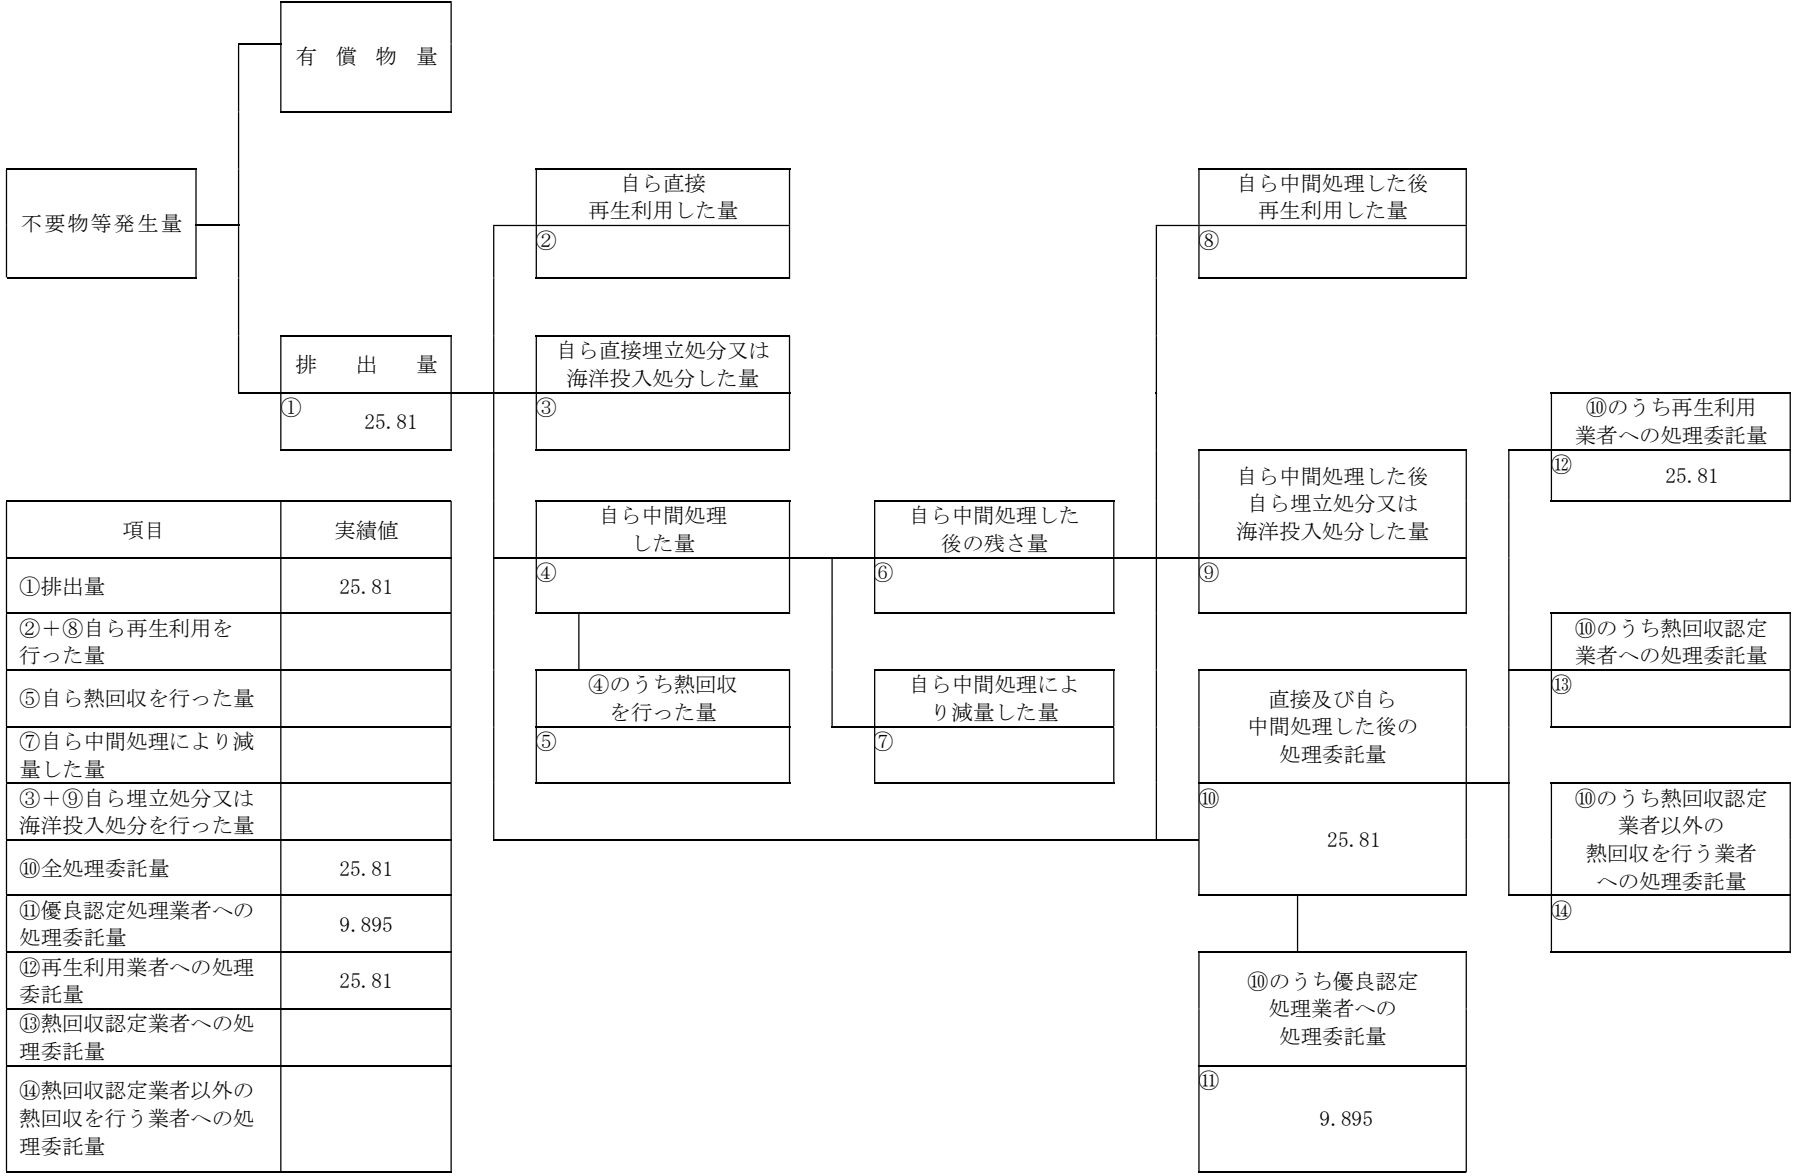 有　償　物　量
不要物等発生量
自ら直接
再生利用した量
②
自ら中間処理した後
再生利用した量
⑧
排　出　量
①
25.81
自ら直接埋立処分又は
海洋投入処分した量
③
⑩のうち再生利用
業者への処理委託量
⑫
25.81
自ら中間処理
した量
④
自ら中間処理した
後の残さ量
⑥
自ら中間処理した後
自ら埋立処分又は
海洋投入処分した量
⑨
⑩のうち熱回収認定
業者への処理委託量
⑬
④のうち熱回収
を行った量
⑤
自ら中間処理によ
り減量した量
⑦
直接及び自ら
中間処理した後の
処理委託量
⑩
25.81
⑩のうち熱回収認定
業者以外の
熱回収を行う業者
への処理委託量
⑭
⑩のうち優良認定
処理業者への
処理委託量
⑪
9.895
項目 実績値
①排出量 25.81
②＋⑧自ら再生利用を
行った量
⑤自ら熱回収を行った量
⑦自ら中間処理により減
量した量
③＋⑨自ら埋立処分又は
海洋投入処分を行った量
⑩全処理委託量 25.81
⑪優良認定処理業者への
処理委託量
9.895
⑫再生利用業者への処理
委託量
25.81
⑬熱回収認定業者への処
理委託量
⑭熱回収認定業者以外の
熱回収を行う業者への処
理委託量